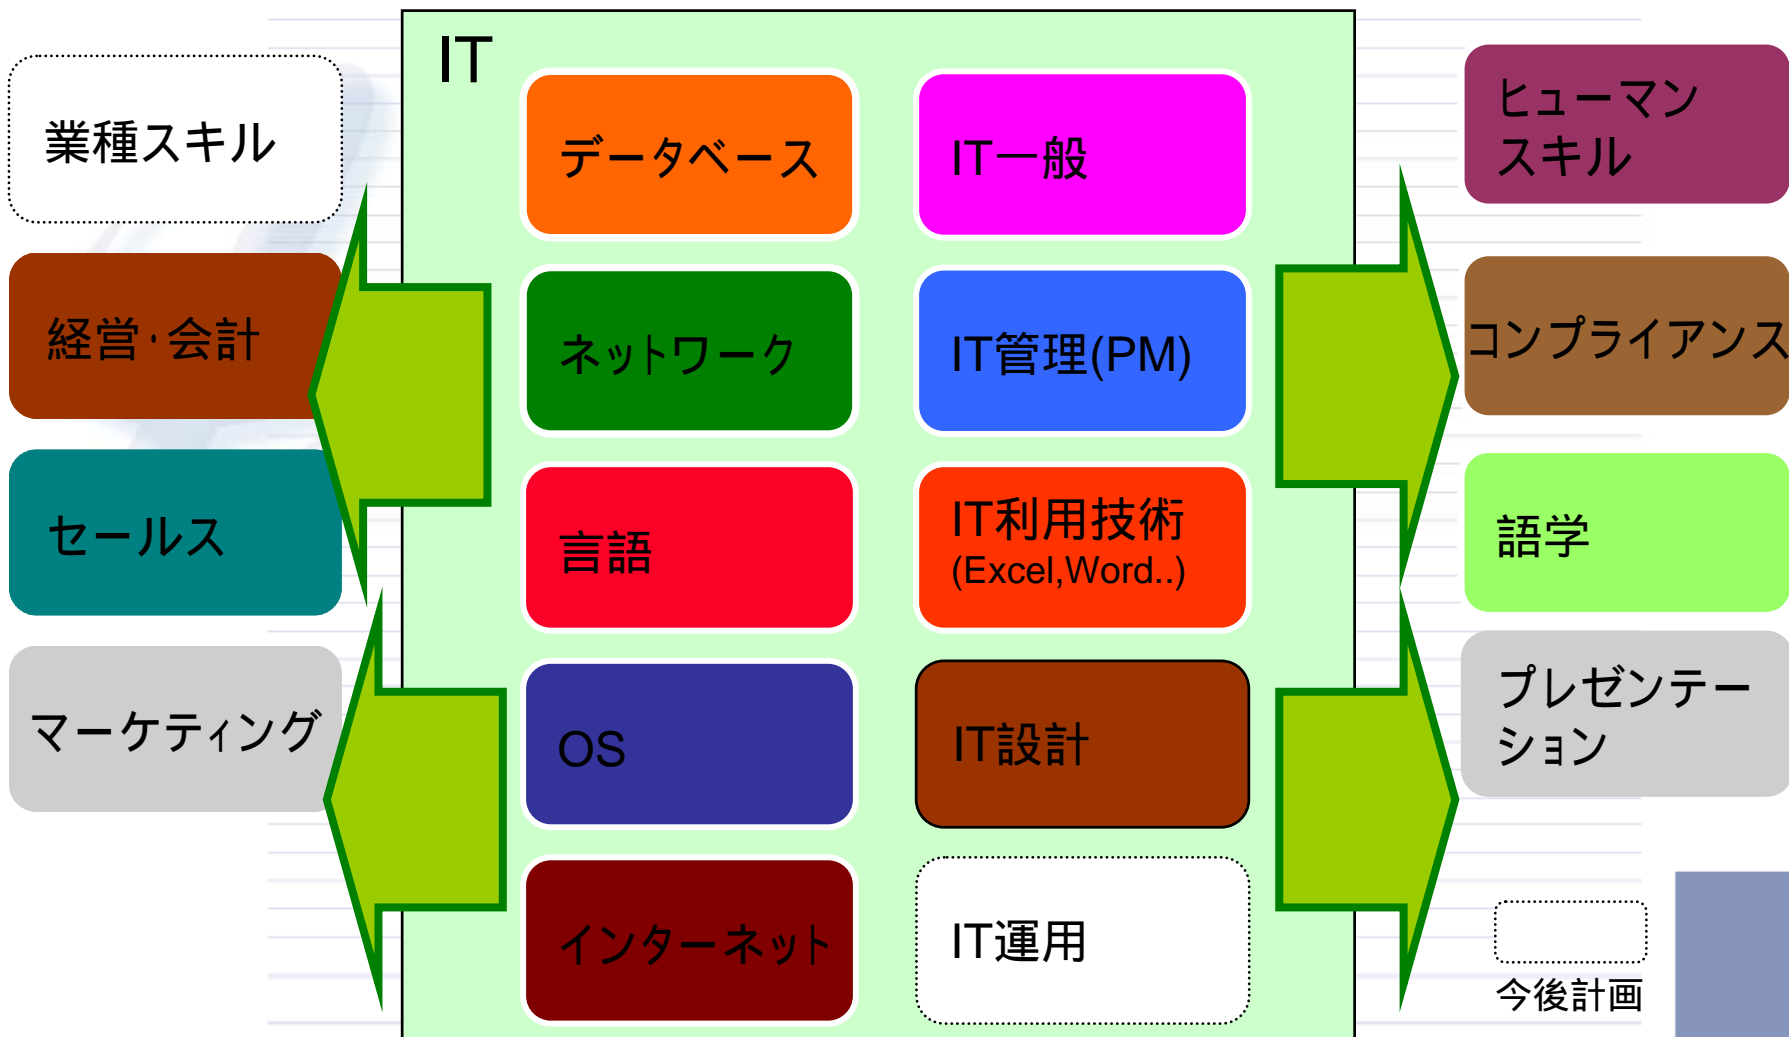 IT
業種スキル
経営・会計
セールス
マーケティング
データベース
ネットワーク
言語
OS
インターネット
IT一般
IT管理(PM)
IT利用技術
(Excel,Word..)
IT設計
IT運用
ヒューマン
スキル
コンプライアンス
語学
プレゼンテー
ション
今後計画